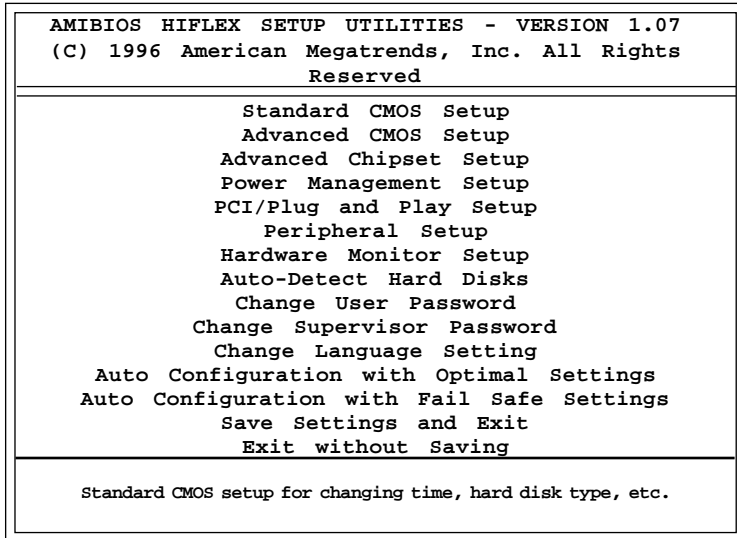 AMIBIOS HIFLEX SETUP UTILITIES - VERSION 1.07
(C) 1996 American Megatrends, Inc. All Rights
Reserved
Standard CMOS Setup
Advanced CMOS Setup
Advanced Chipset Setup
Power Management Setup
PCI/Plug and Play Setup
Peripheral Setup
Hardware Monitor Setup
Auto-Detect Hard Disks
Change User Password
Change Supervisor Password
Change Language Setting
Auto Configuration with Optimal Settings
Auto Configuration with Fail Safe Settings
Save Settings and Exit
Exit without Saving
Standard CMOS setup for changing time, hard disk type, etc.